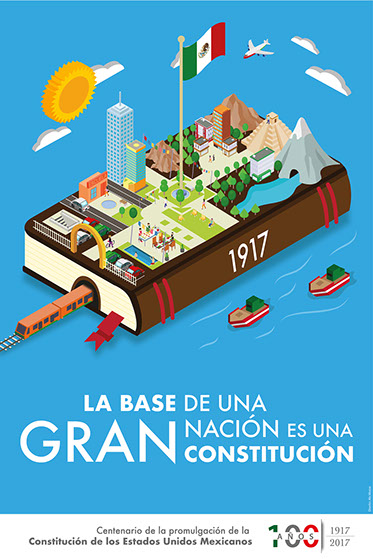 1917
LA BASE DE UNA
GRAN NACIÓN ES UNA
CONSTITUCIÓN
Centenario de la promulgación de la
Constitución de los Estados Unidos Mexicanos
100
AÑOS
1917
2017